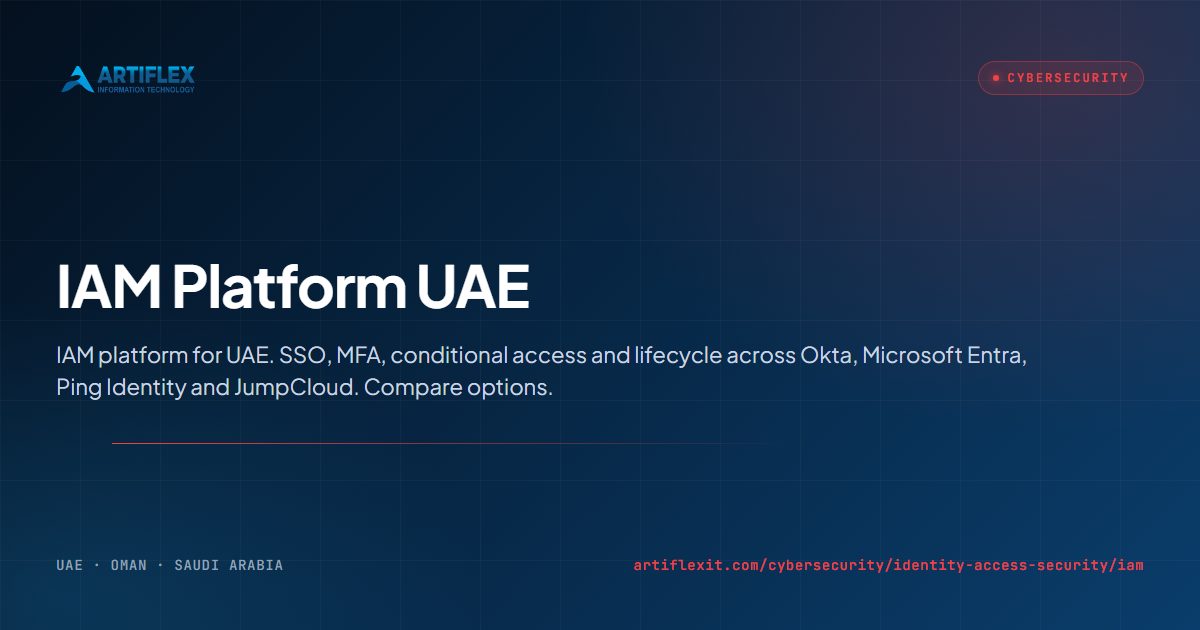 ARTIFLEX
INFORMATION TECHNOLOGY
CYBERSECURITY
IAM Platform UAE
IAM platform for UAE. SSO, MFA, conditional access and lifecycle across Okta, Microsoft Entra,
Ping Identity and JumpCloud. Compare options.
UAE · OMAN · SAUDI ARABIA
artiflexit.com/cybersecurity/identity-access-security/iam